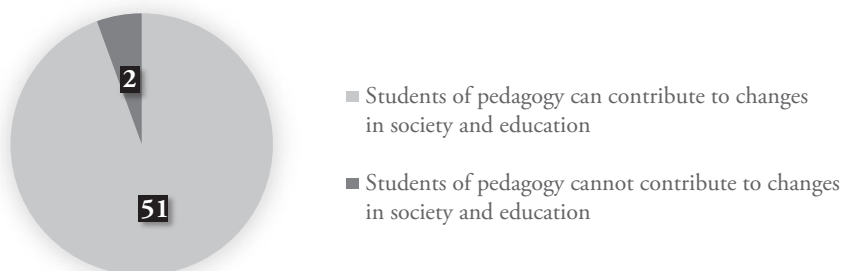 2
51
Students of pedagogy can contribute to changes
in society and education
Students of pedagogy cannot contribute to changes
in society and education